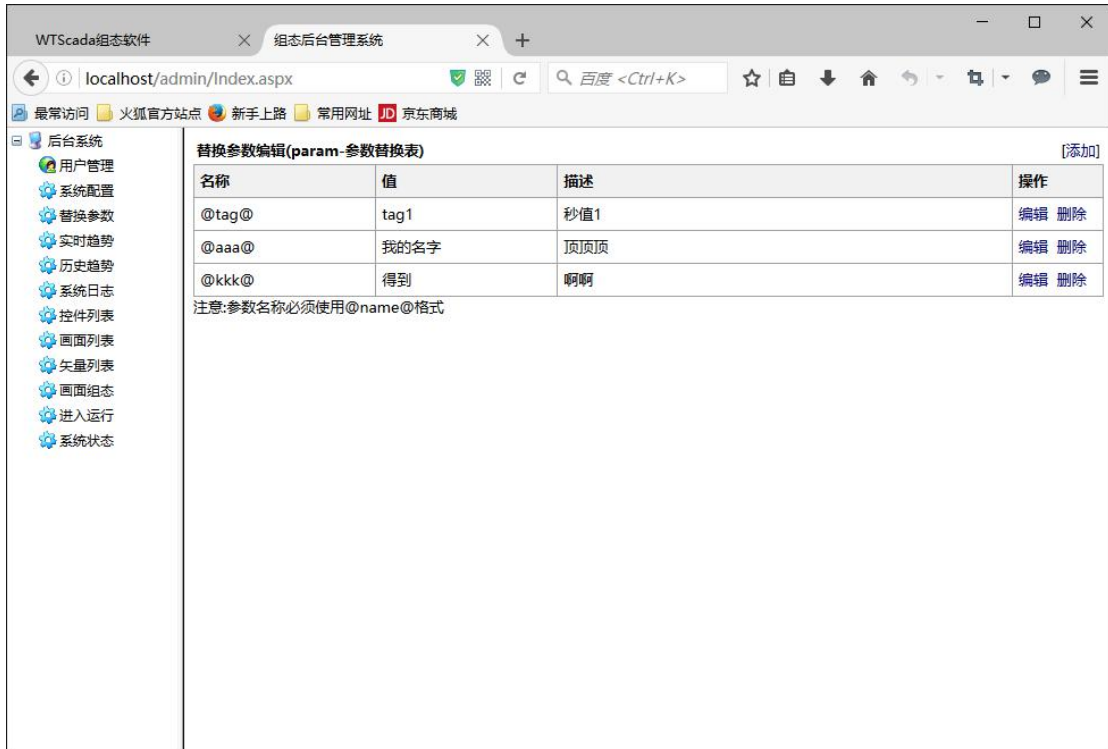 WTScada组态软件 组态后台管理系统
localhost/admin/Index.aspx 百度 <Ctrl+K>
最常访问 火狐官方站点 新手上路 常用网址 JD 京东商城
后台系统
用户管理
系统配置
替换参数
实时趋势
历史趋势
系统日志
控件列表
画面列表
矢量列表
画面组态
进入运行
系统状态
替换参数编辑(param-参数替换表) [添加]
名称 值 描述 操作
@tag@ tag1 秒值1 编辑 删除
@aaa@ 我的名字 顶顶顶 编辑 删除
@kkk@ 得到 啊啊 编辑 删除
注意:参数名称必须使用@name@格式